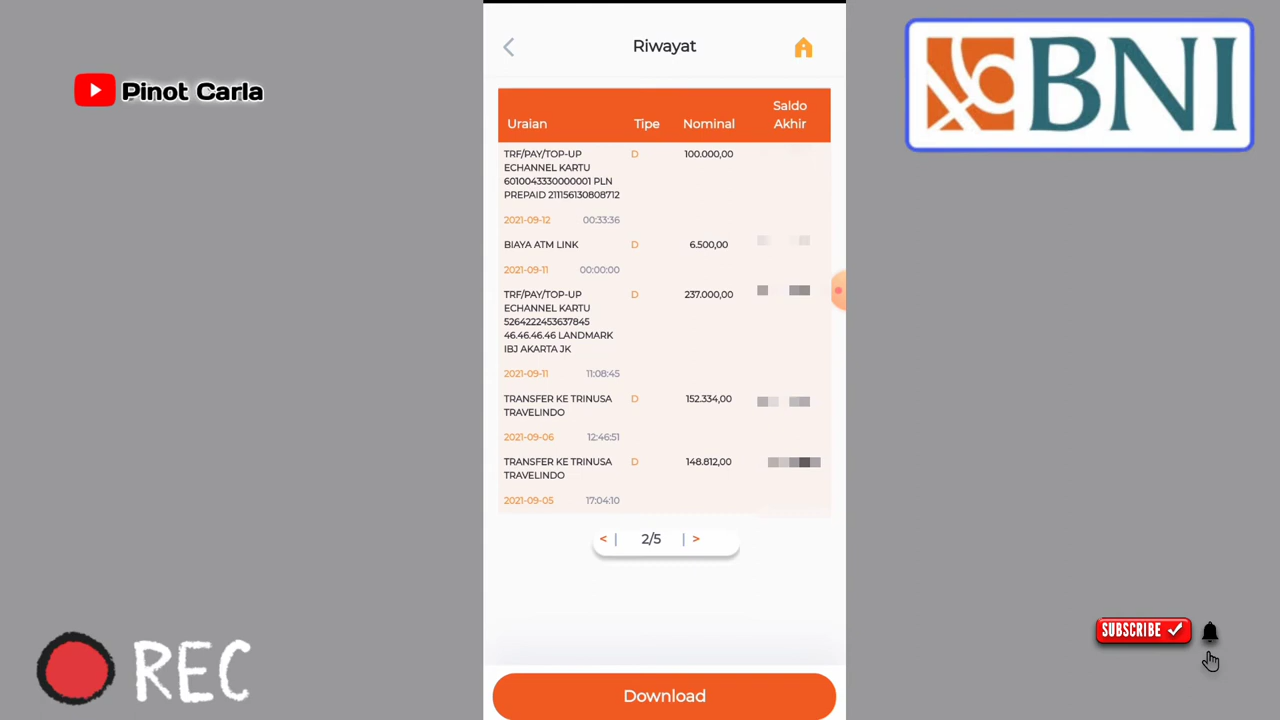 Pinot Carla
Riwayat
BNI
Uraian Tipe Nominal Saldo Akhir
TRF/PAY/TOP-UP D 100.000,00
ECHANNEL KARTU
6010043330000001 PLN
PREPAID 211156130808712
2021-09-12 00:33:36
BIAYA ATM LINK D 6.500,00
2021-09-11 00:00:00
TRF/PAY/TOP-UP D 237.000,00
ECHANNEL KARTU
5264222453637845
46.46.46.46 LANDMARK
IBJ AKARTA JK
2021-09-11 11:08:45
TRANSFER KE TRINUSA D 152.334,00
TRAVELINDO
2021-09-06 12:46:51
TRANSFER KE TRINUSA D 148.812,00
TRAVELINDO
2021-09-05 17:04:10
< | 2/5 | >
SUBSCRIBE
REC
Download